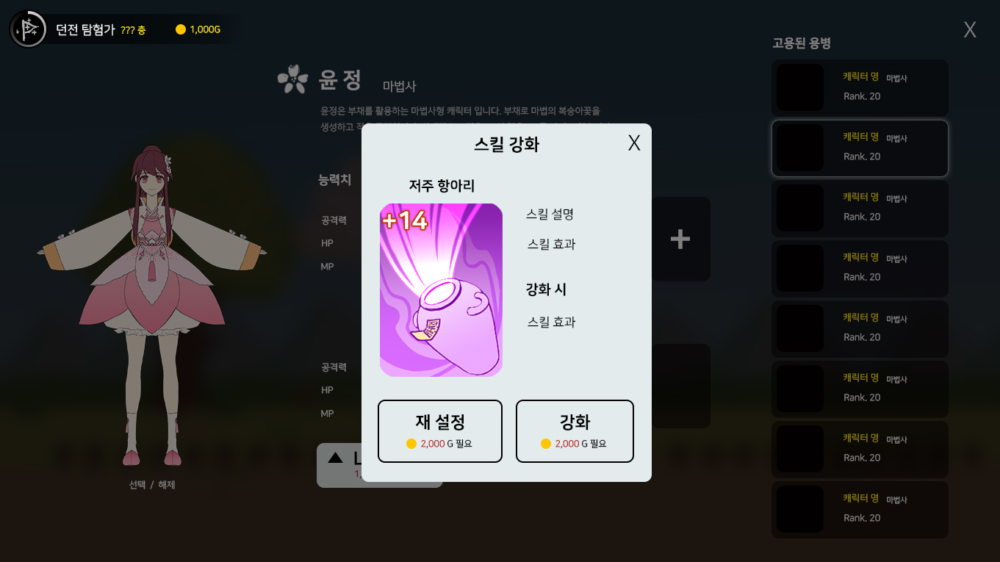 던전 탐험가 ??? 층 1,000G
X
고용된 용병
윤 정 마법사
윤정은 부채를 활용하는 마법사형 캐릭터 입니다. 부채로 마법의 복숭아꽃을
생성하고
능력치
공격력
HP
MP
공격력
HP
MP
선택 / 해제
스킬 강화
X
저주 항아리
+14
스킬 설명
스킬 효과
강화 시
스킬 효과
재 설정
2,000 G 필요
강화
2,000 G 필요
+
캐릭터 명 마법사
Rank. 20
캐릭터 명 마법사
Rank. 20
캐릭터 명 마법사
Rank. 20
캐릭터 명 마법사
Rank. 20
캐릭터 명 마법사
Rank. 20
캐릭터 명 마법사
Rank. 20
캐릭터 명 마법사
Rank. 20
캐릭터 명 마법사
Rank. 20